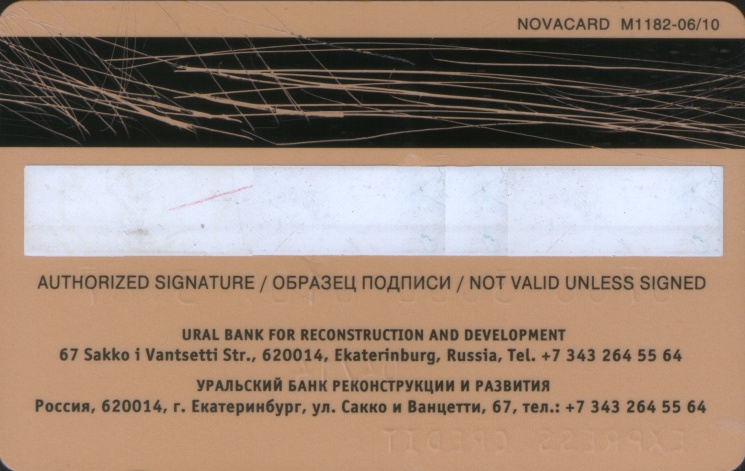 NOVACARD M1182-06/10
AUTHORIZED SIGNATURE / ОБРАЗЕЦ ПОДПИСИ / NOT VALID UNLESS SIGNED
URAL BANK FOR RECONSTRUCTION AND DEVELOPMENT
67 Sakko i Vantsetti Str., 620014, Ekaterinburg, Russia, Tel. +7 343 264 55 64
УРАЛЬСКИЙ БАНК РЕКОНСТРУКЦИИ И РАЗВИТИЯ
Россия, 620014, г. Екатеринбург, ул. Сакко и Ванцетти, 67, тел.: +7 343 264 55 64
EXPRESS CREDIT